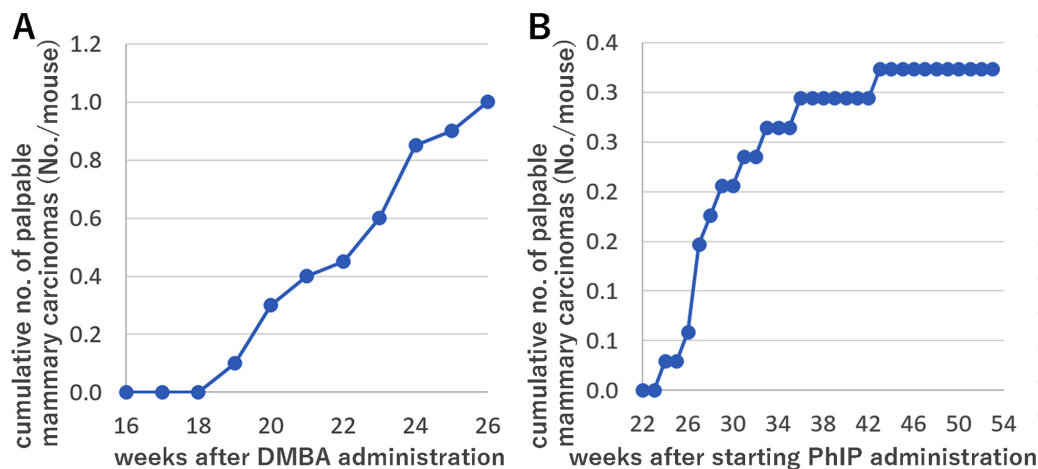 A
cumulative no. of palpable
mammary carcinomas (No./mouse)
1.2
1.0
0.8
0.6
0.4
0.2
0.0
16 18 20 22 24 26
weeks after DMBA administration
B
cumulative no. of palpable
mammary carcinomas (No./mouse)
0.4
0.3
0.3
0.2
0.2
0.1
0.1
0.0
22 26 30 34 38 42 46 50 54
weeks after starting PhIP administration